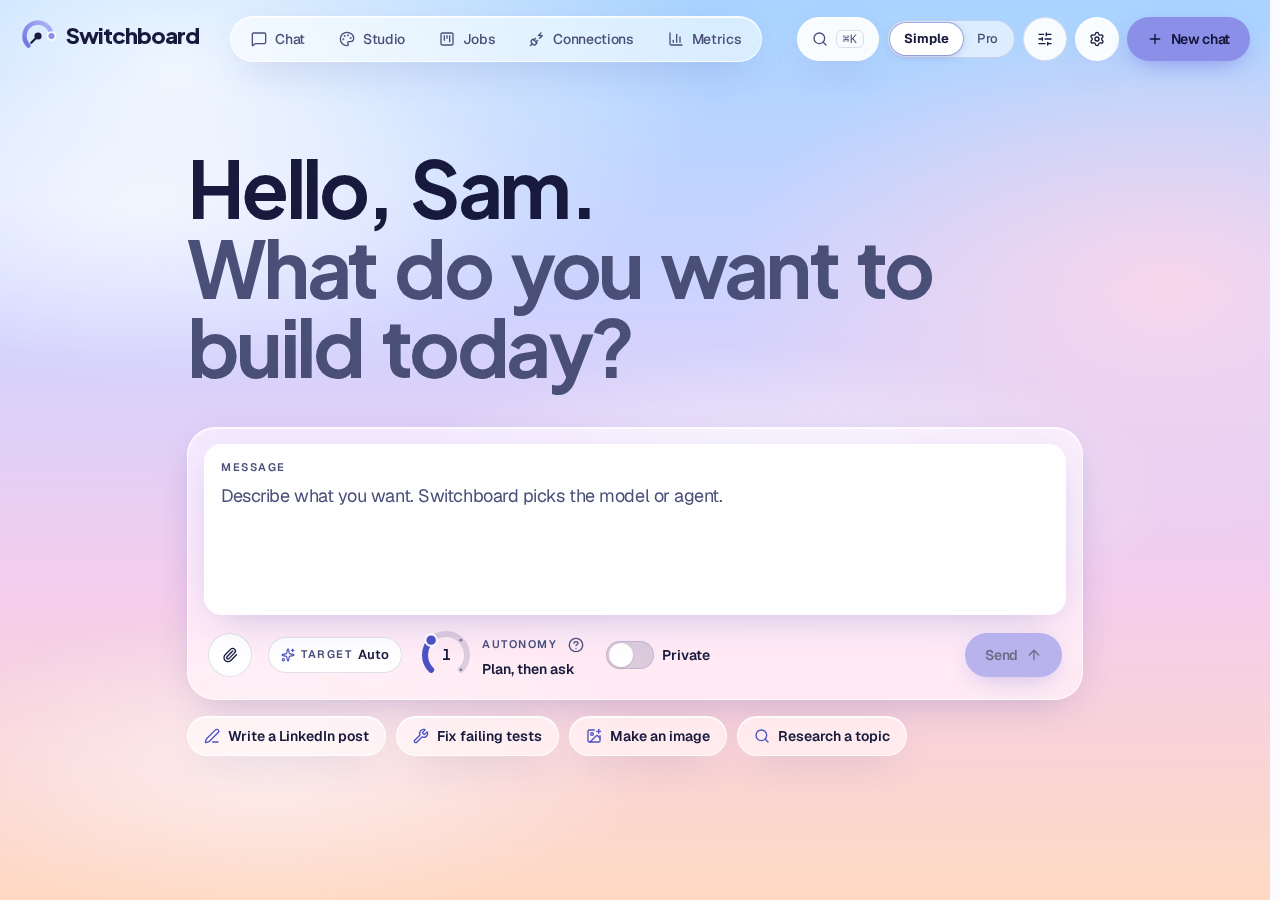 Switchboard
Chat
Studio
Jobs
Connections
Metrics
⌘K
Simple
Pro
New chat
Hello, Sam.
What do you want to
build today?
MESSAGE
Describe what you want. Switchboard picks the model or agent.
TARGET Auto
1
AUTONOMY
Plan, then ask
Private
Send
Write a LinkedIn post
Fix failing tests
Make an image
Research a topic